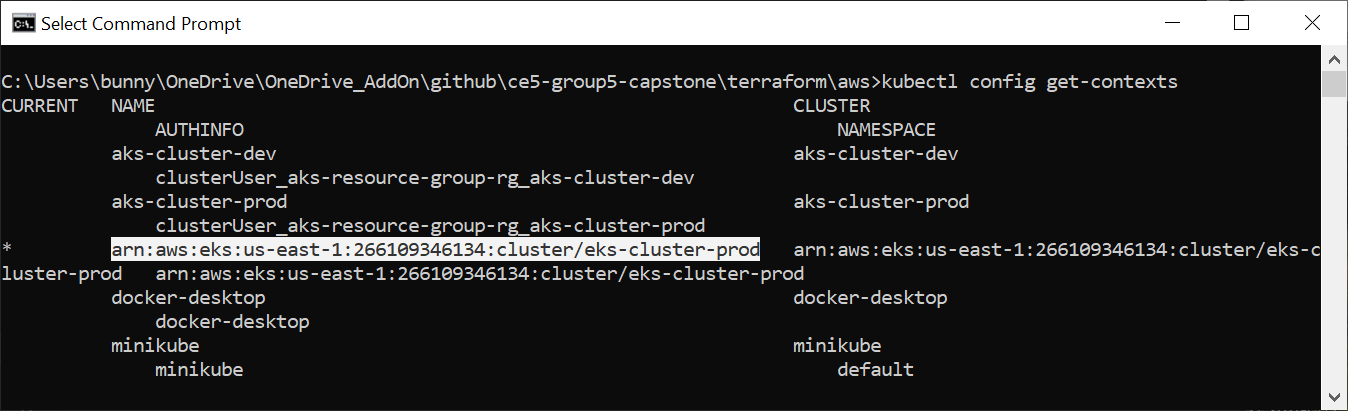 Select Command Prompt
C:\Users\bunny\OneDrive\OneDrive_AddOn\github\ce5-group5-capstone\terraform\aws>kubectl config get-contexts
CURRENT   NAME                                                          CLUSTER
              AUTHINFO                                                      NAMESPACE
          aks-cluster-dev                                               aks-cluster-dev
              clusterUser_aks-resource-group-rg_aks-cluster-dev
          aks-cluster-prod                                              aks-cluster-prod
              clusterUser_aks-resource-group-rg_aks-cluster-prod
*         arn:aws:eks:us-east-1:266109346134:cluster/eks-cluster-prod   arn:aws:eks:us-east-1:266109346134:cluster/eks-c
luster-prod   arn:aws:eks:us-east-1:266109346134:cluster/eks-cluster-prod
          docker-desktop                                                docker-desktop
              docker-desktop
          minikube                                                      minikube
              minikube                                                      default